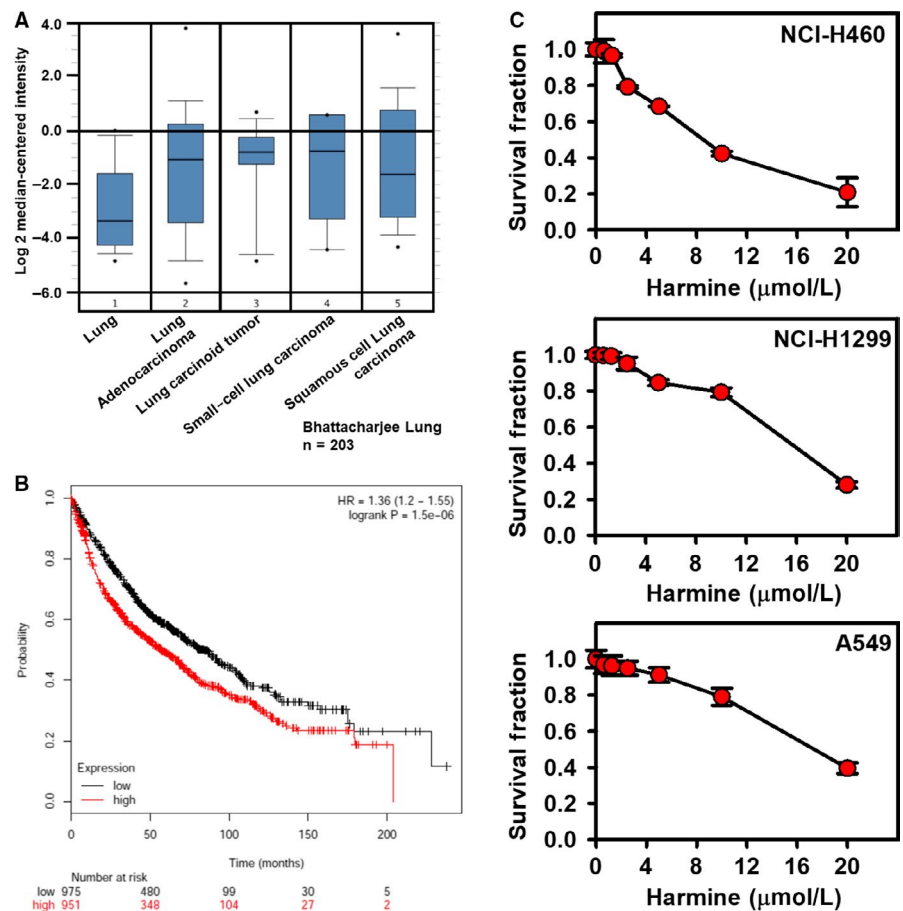 A
Log 2 median-centered intensity
4.0
2.0
0.0
−2.0
−4.0
−6.0
1 2 3 4 5
Lung
Lung Adenocarcinoma
Lung carcinoid tumor
Small–cell lung carcinoma
Squamous cell Lung carcinoma
Bhattacharjee Lung
n = 203
B
HR = 1.36 (1.2 − 1.55)
logrank P = 1.5e−06
Probability
1.0
0.8
0.6
0.4
0.2
0.0
Expression
low
high
0 50 100 150 200
Time (months)
Number at risk
low 975 480 99 30 5
high 951 348 104 27 2
C
NCI-H460
Survival fraction
1.0
0.8
0.6
0.4
0.2
0.0
0 4 8 12 16 20
Harmine (μmol/L)
NCI-H1299
Survival fraction
1.0
0.8
0.6
0.4
0.2
0.0
0 4 8 12 16 20
Harmine (μmol/L)
A549
Survival fraction
1.0
0.8
0.6
0.4
0.2
0.0
0 4 8 12 16 20
Harmine (μmol/L)